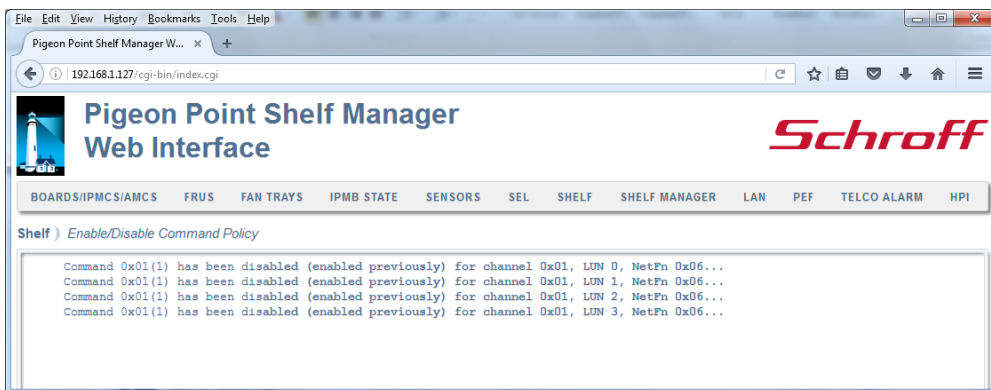 File Edit View History Bookmarks Tools Help
Pigeon Point Shelf Manager W... × +
192.168.1.127/cgi-bin/index.cgi
Pigeon Point Shelf Manager
Web Interface
Schroff
BOARDS/IPMCS/AMCS FRUS FAN TRAYS IPMB STATE SENSORS SEL SHELF SHELF MANAGER LAN PEF TELCO ALARM HPI
Shelf ) Enable/Disable Command Policy
Command 0x01(1) has been disabled (enabled previously) for channel 0x01, LUN 0, NetFn 0x06...
Command 0x01(1) has been disabled (enabled previously) for channel 0x01, LUN 1, NetFn 0x06...
Command 0x01(1) has been disabled (enabled previously) for channel 0x01, LUN 2, NetFn 0x06...
Command 0x01(1) has been disabled (enabled previously) for channel 0x01, LUN 3, NetFn 0x06...